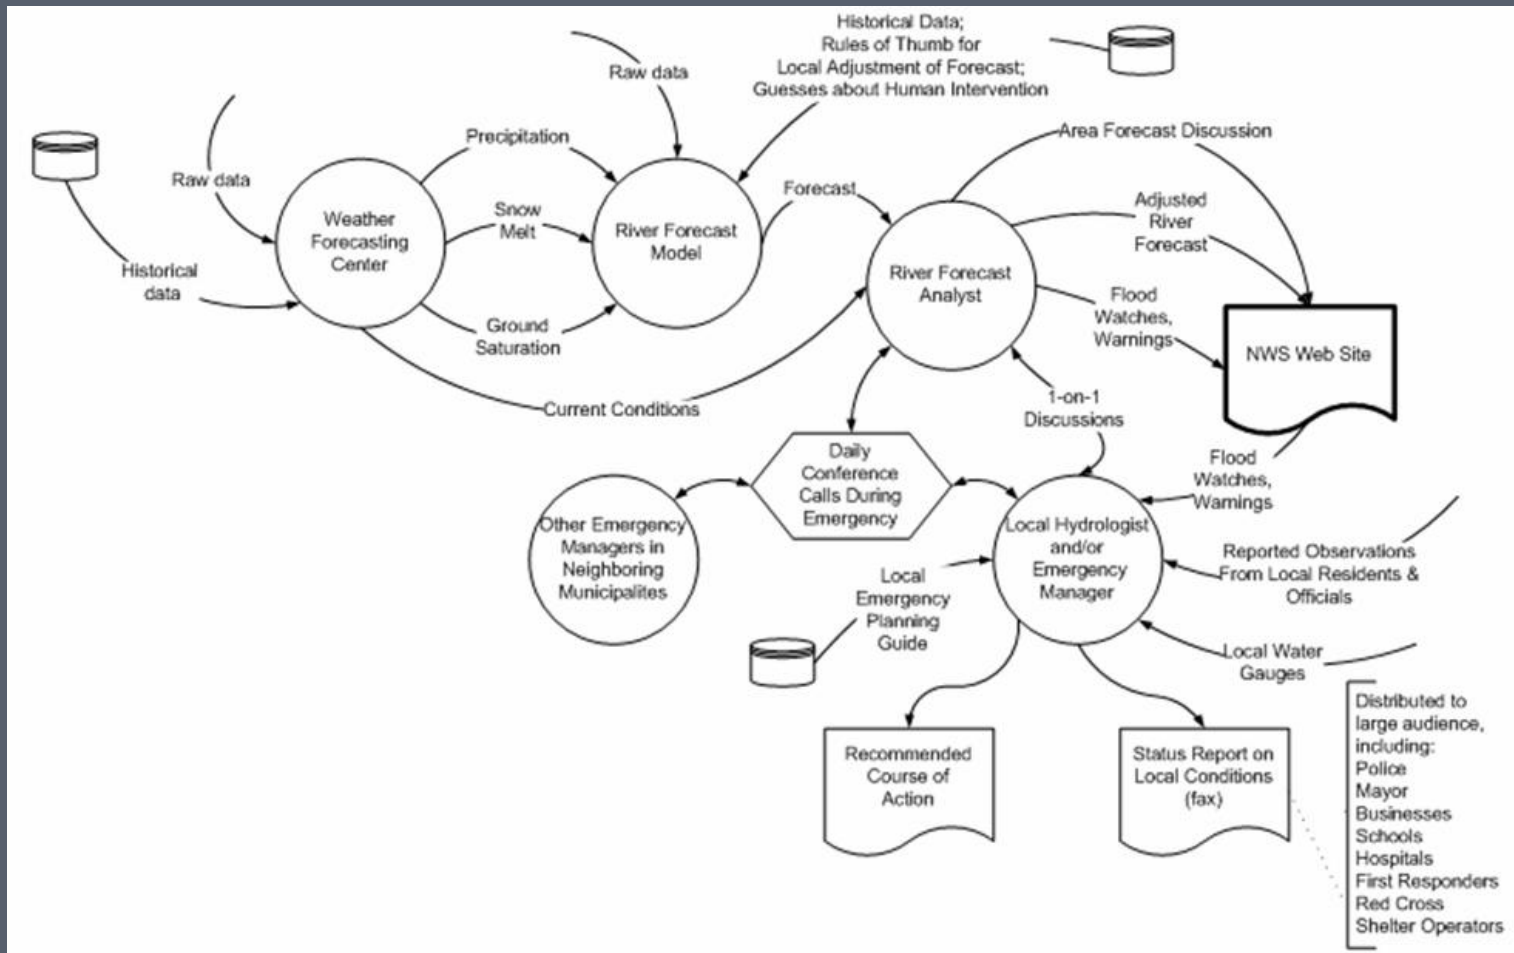 Historical Data;
Rules of Thumb for
Local Adjustment of Forecast;
Guesses about Human Intervention
Raw data
Raw data
Historical
data
Weather
Forecasting
Center
Precipitation
Snow
Melt
Ground
Saturation
River Forecast
Model
Forecast
Current Conditions
River Forecast
Analyst
Area Forecast Discussion
Adjusted
River
Forecast
Flood
Watches,
Warnings
NWS Web Site
1-on-1
Discussions
Daily
Conference
Calls During
Emergency
Other Emergency
Managers in
Neighboring
Municipalites
Flood
Watches,
Warnings
Local Hydrologist
and/or
Emergency
Manager
Reported Observations
From Local Residents &
Officials
Local
Emergency
Planning
Guide
Local Water
Gauges
Recommended
Course of
Action
Status Report on
Local Conditions
(fax)
Distributed to
large audience,
including:
Police
Mayor
Businesses
Schools
Hospitals
First Responders
Red Cross
Shelter Operators